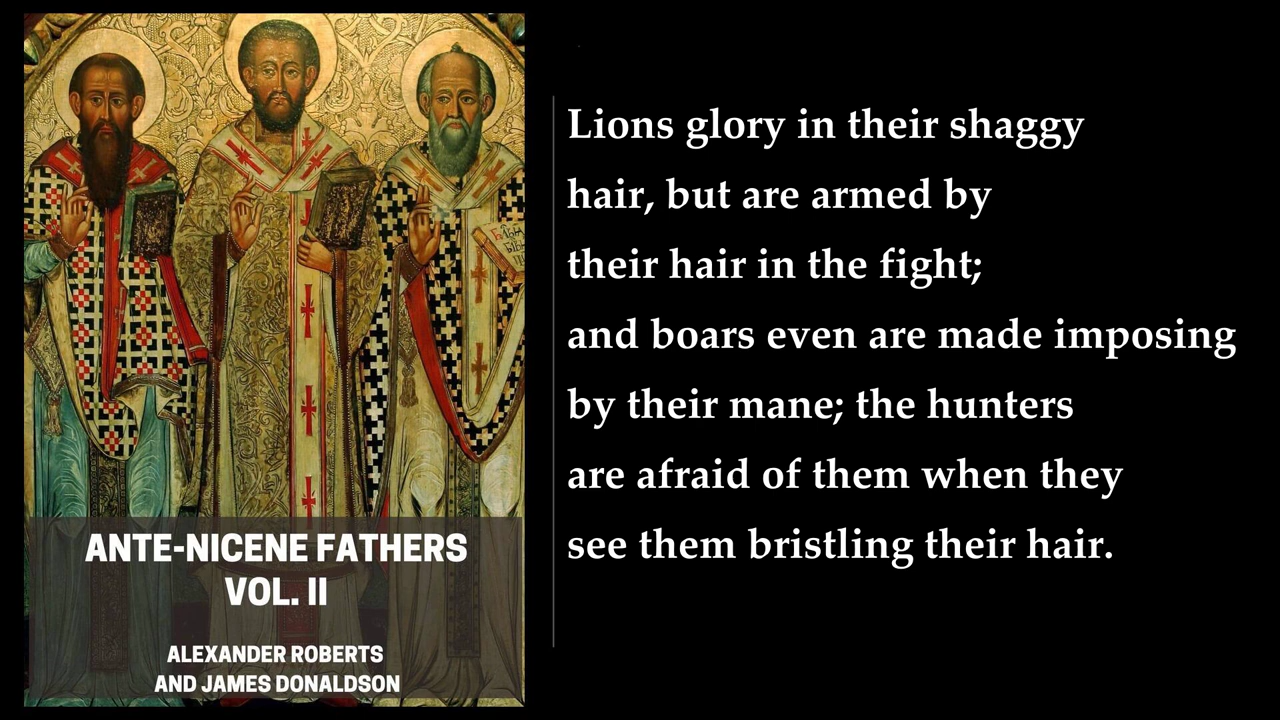 ANTE-NICENE FATHERS
VOL. II
ALEXANDER ROBERTS
AND JAMES DONALDSON
Lions glory in their shaggy
hair, but are armed by
their hair in the fight;
and boars even are made imposing
by their mane; the hunters
are afraid of them when they
see them bristling their hair.